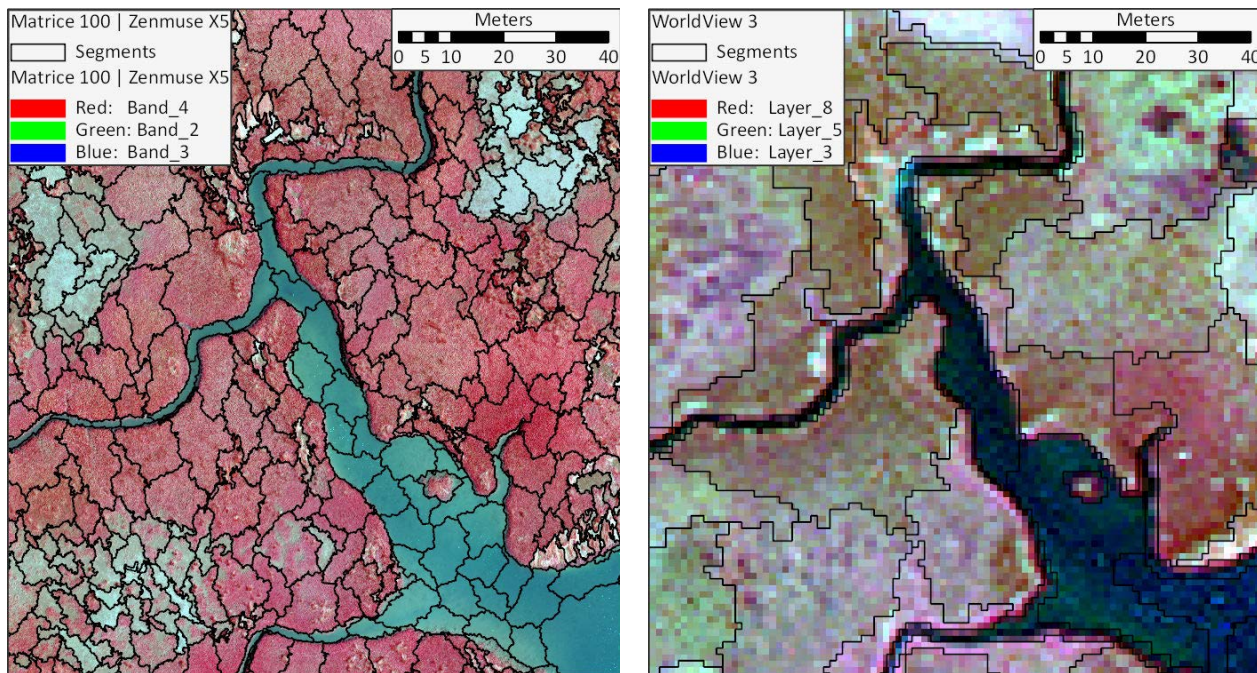 Matrice 100 | Zenmuse X5
Segments
Matrice 100 | Zenmuse X5
Red: Band_4
Green: Band_2
Blue: Band_3
Meters
0 5 10 20 30 40
WorldView 3
Segments
WorldView 3
Red: Layer_8
Green: Layer_5
Blue: Layer_3
Meters
0 5 10 20 30 40